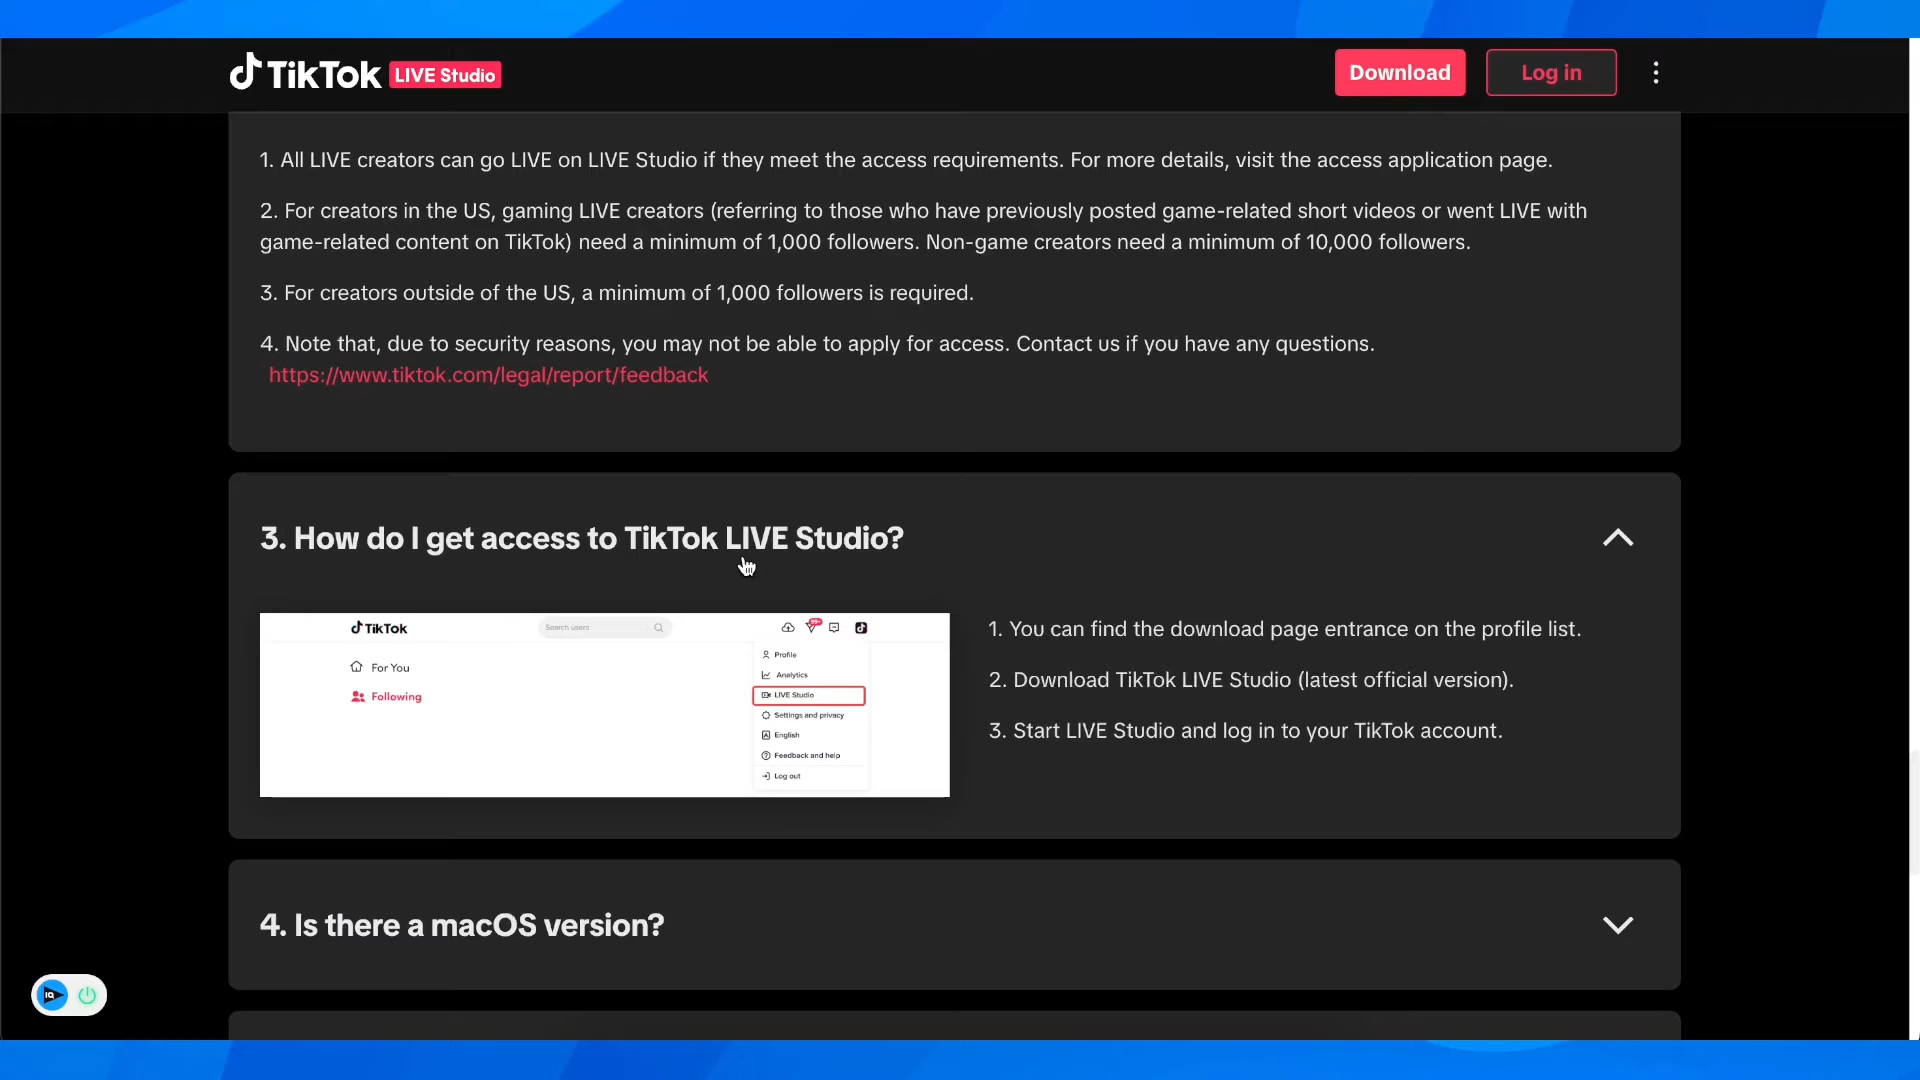 TikTok LIVE Studio
Download
Log in
1. All LIVE creators can go LIVE on LIVE Studio if they meet the access requirements. For more details, visit the access application page.
2. For creators in the US, gaming LIVE creators (referring to those who have previously posted game-related short videos or went LIVE with
game-related content on TikTok) need a minimum of 1,000 followers. Non-game creators need a minimum of 10,000 followers.
3. For creators outside of the US, a minimum of 1,000 followers is required.
4. Note that, due to security reasons, you may not be able to apply for access. Contact us if you have any questions.
https://www.tiktok.com/legal/report/feedback
3. How do I get access to TikTok LIVE Studio?
TikTok
Search users
99+
For You
Following
Profile
Analytics
LIVE Studio
Settings and privacy
English
Feedback and help
Log out
1. You can find the download page entrance on the profile list.
2. Download TikTok LIVE Studio (latest official version).
3. Start LIVE Studio and log in to your TikTok account.
4. Is there a macOS version?
IQ